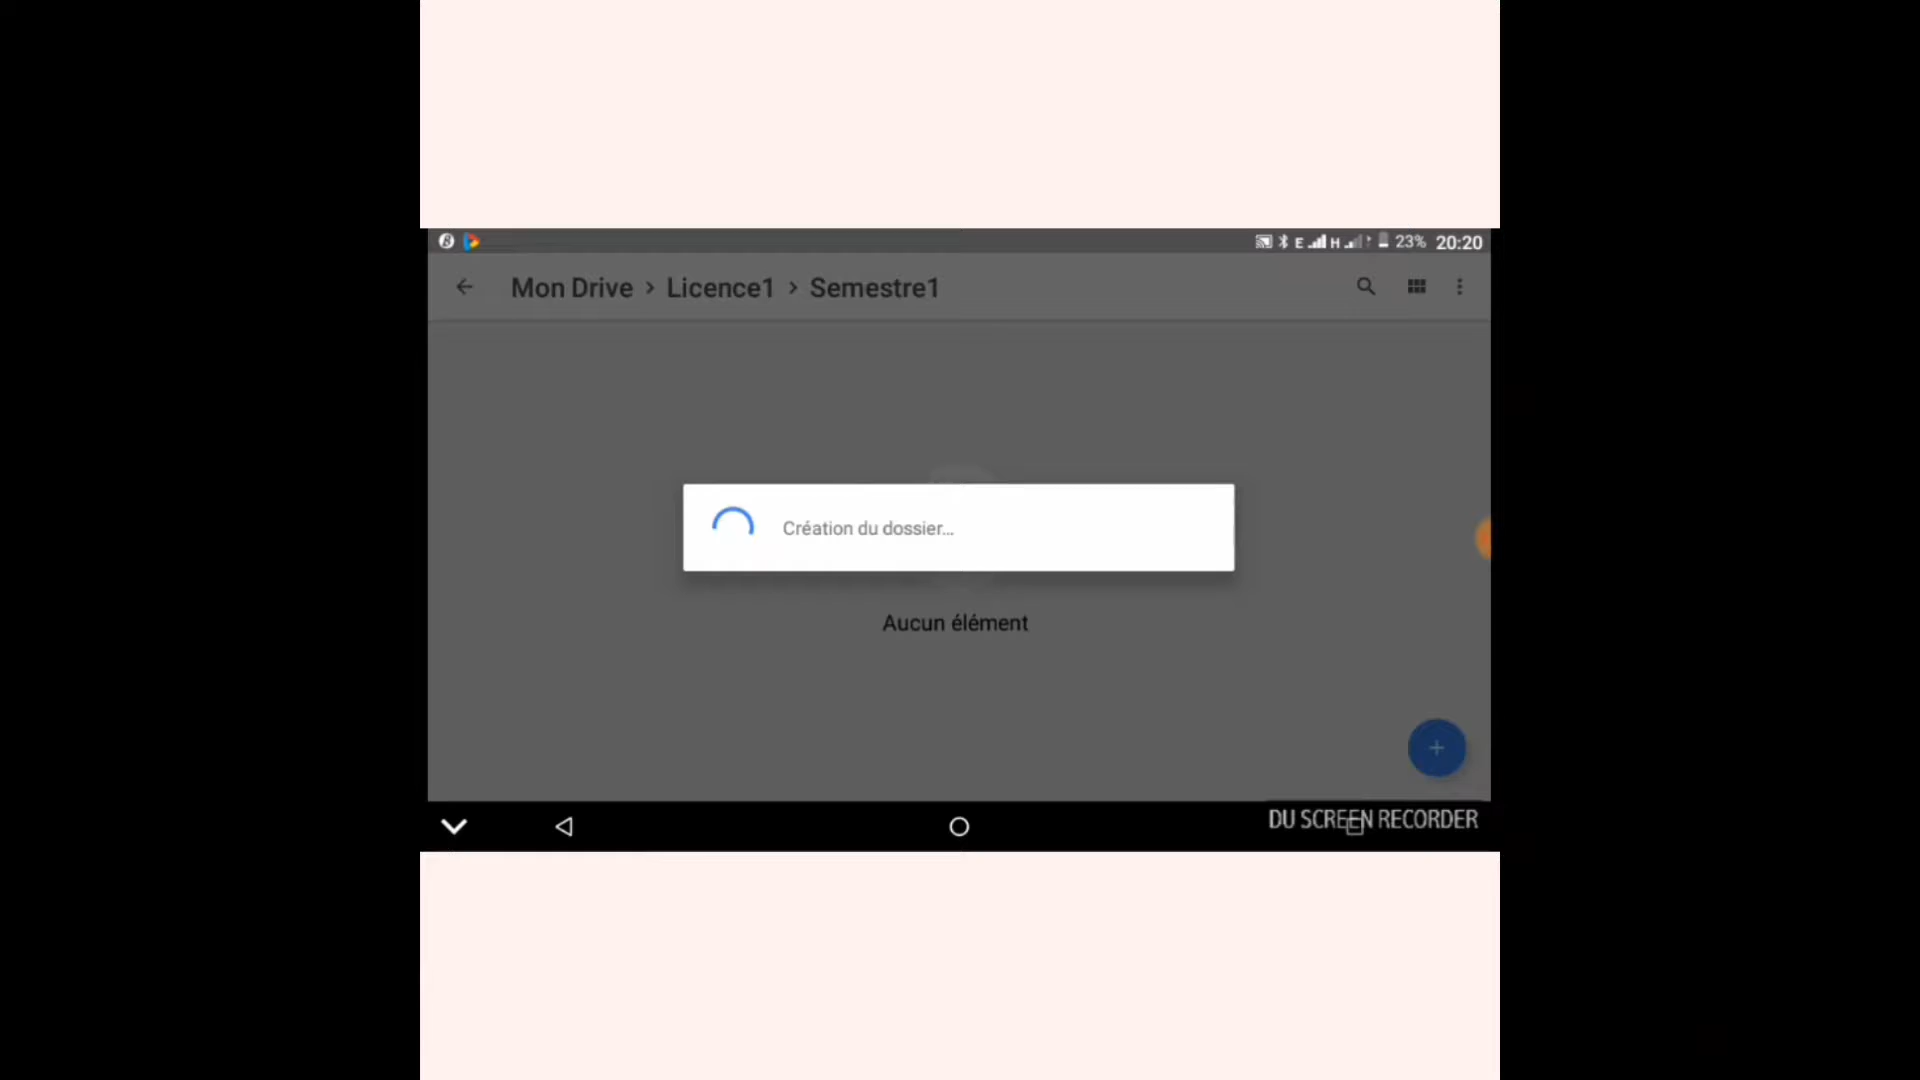 E H 23% 20:20
Mon Drive > Licence1 > Semestre1
Création du dossier...
Aucun élément
DU SCREEN RECORDER